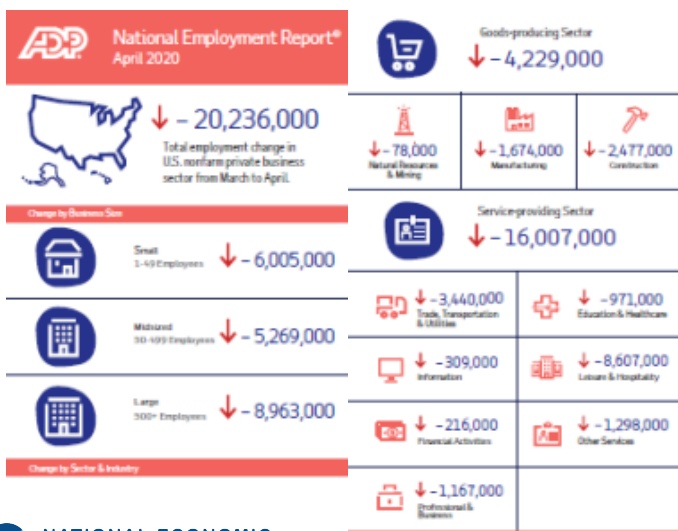 ADP
National Employment Report®
April 2020
- 20,236,000
Total employment change in
U.S. nonfarm private business
sector from March to April.
Change by Business Size
Small
1-49 Employees
- 6,005,000
Midsized
50-499 Employees
- 5,269,000
Large
500+ Employees
- 8,963,000
Change by Sector & Industry
NATIONAL ECONOMIC
Goods-producing Sector
- 4,229,000
-78,000
Natural Resources
& Mining
-1,674,000
Manufacturing
-2,477,000
Construction
Service-providing Sector
-16,007,000
-3,440,000
Trade, Transportation
& Utilities
-971,000
Education & Healthcare
-309,000
Information
-8,607,000
Leisure & Hospitality
-216,000
Financial Activities
-1,298,000
Other Services
-1,167,000
Professional &
Business